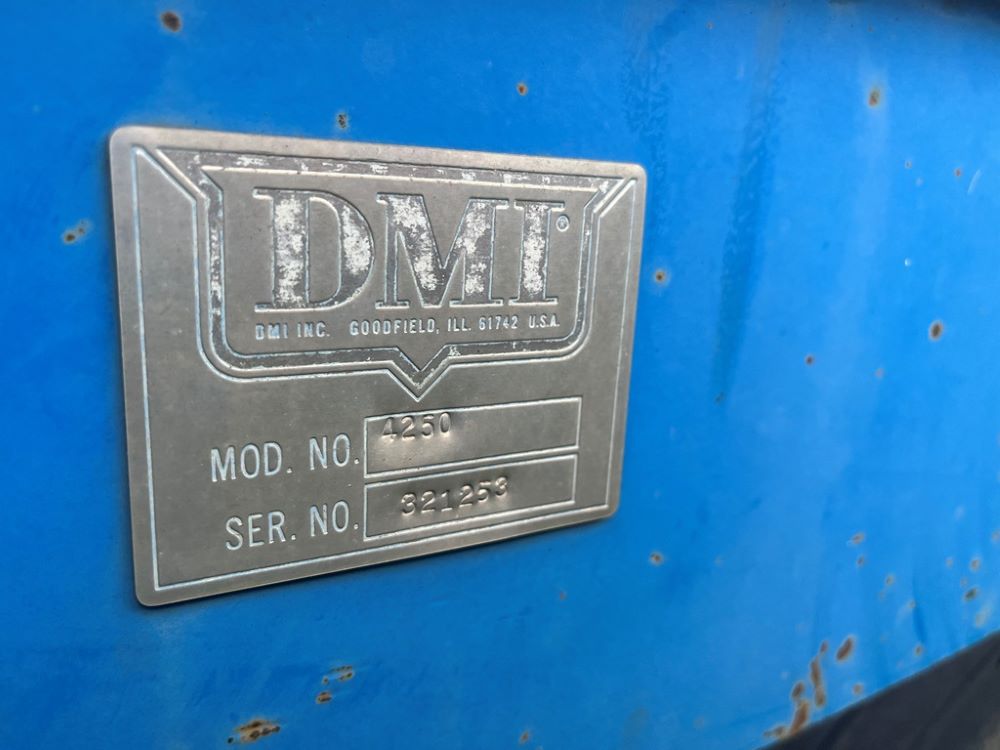 DMI®
DMI INC. GOODFIELD, ILL. 61742 U.S.A.
MOD. NO. 4250
SER. NO. 321253